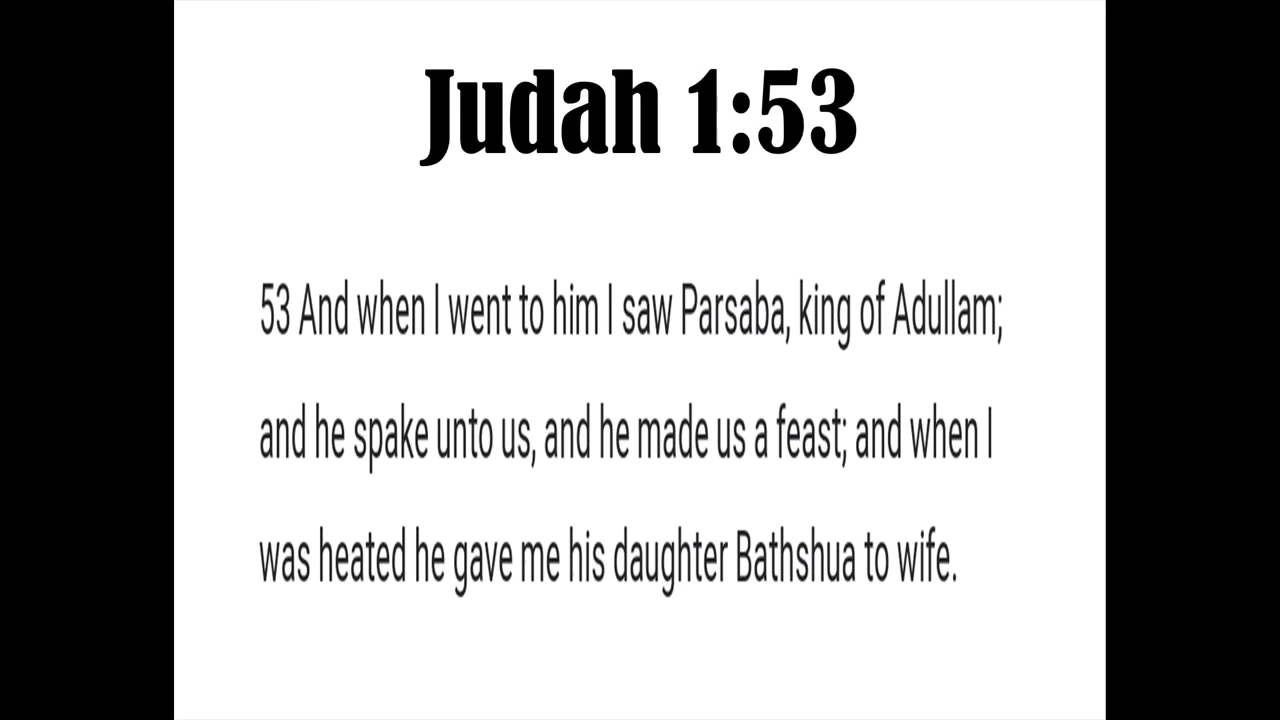 Judah 1:53
53 And when I went to him I saw Parsaba, king of Adullam;
and he spake unto us, and he made us a feast; and when I
was heated he gave me his daughter Bathshua to wife.